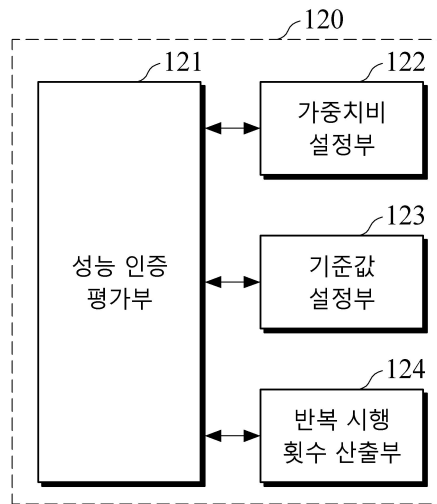 120
121
122
가중치비
설정부
123
성능 인증
평가부
기준값
설정부
124
반복 시행
횟수 산출부